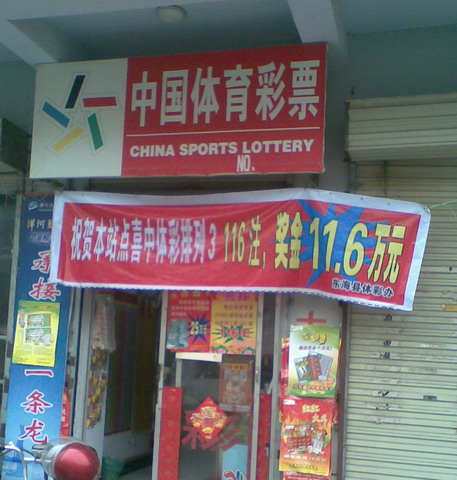 中国体育彩票
CHINA SPORTS LOTTERY
NO.
祝贺本站点喜中体彩排列3 116注，奖金11.6万元
东海县体彩办
承接
一条龙